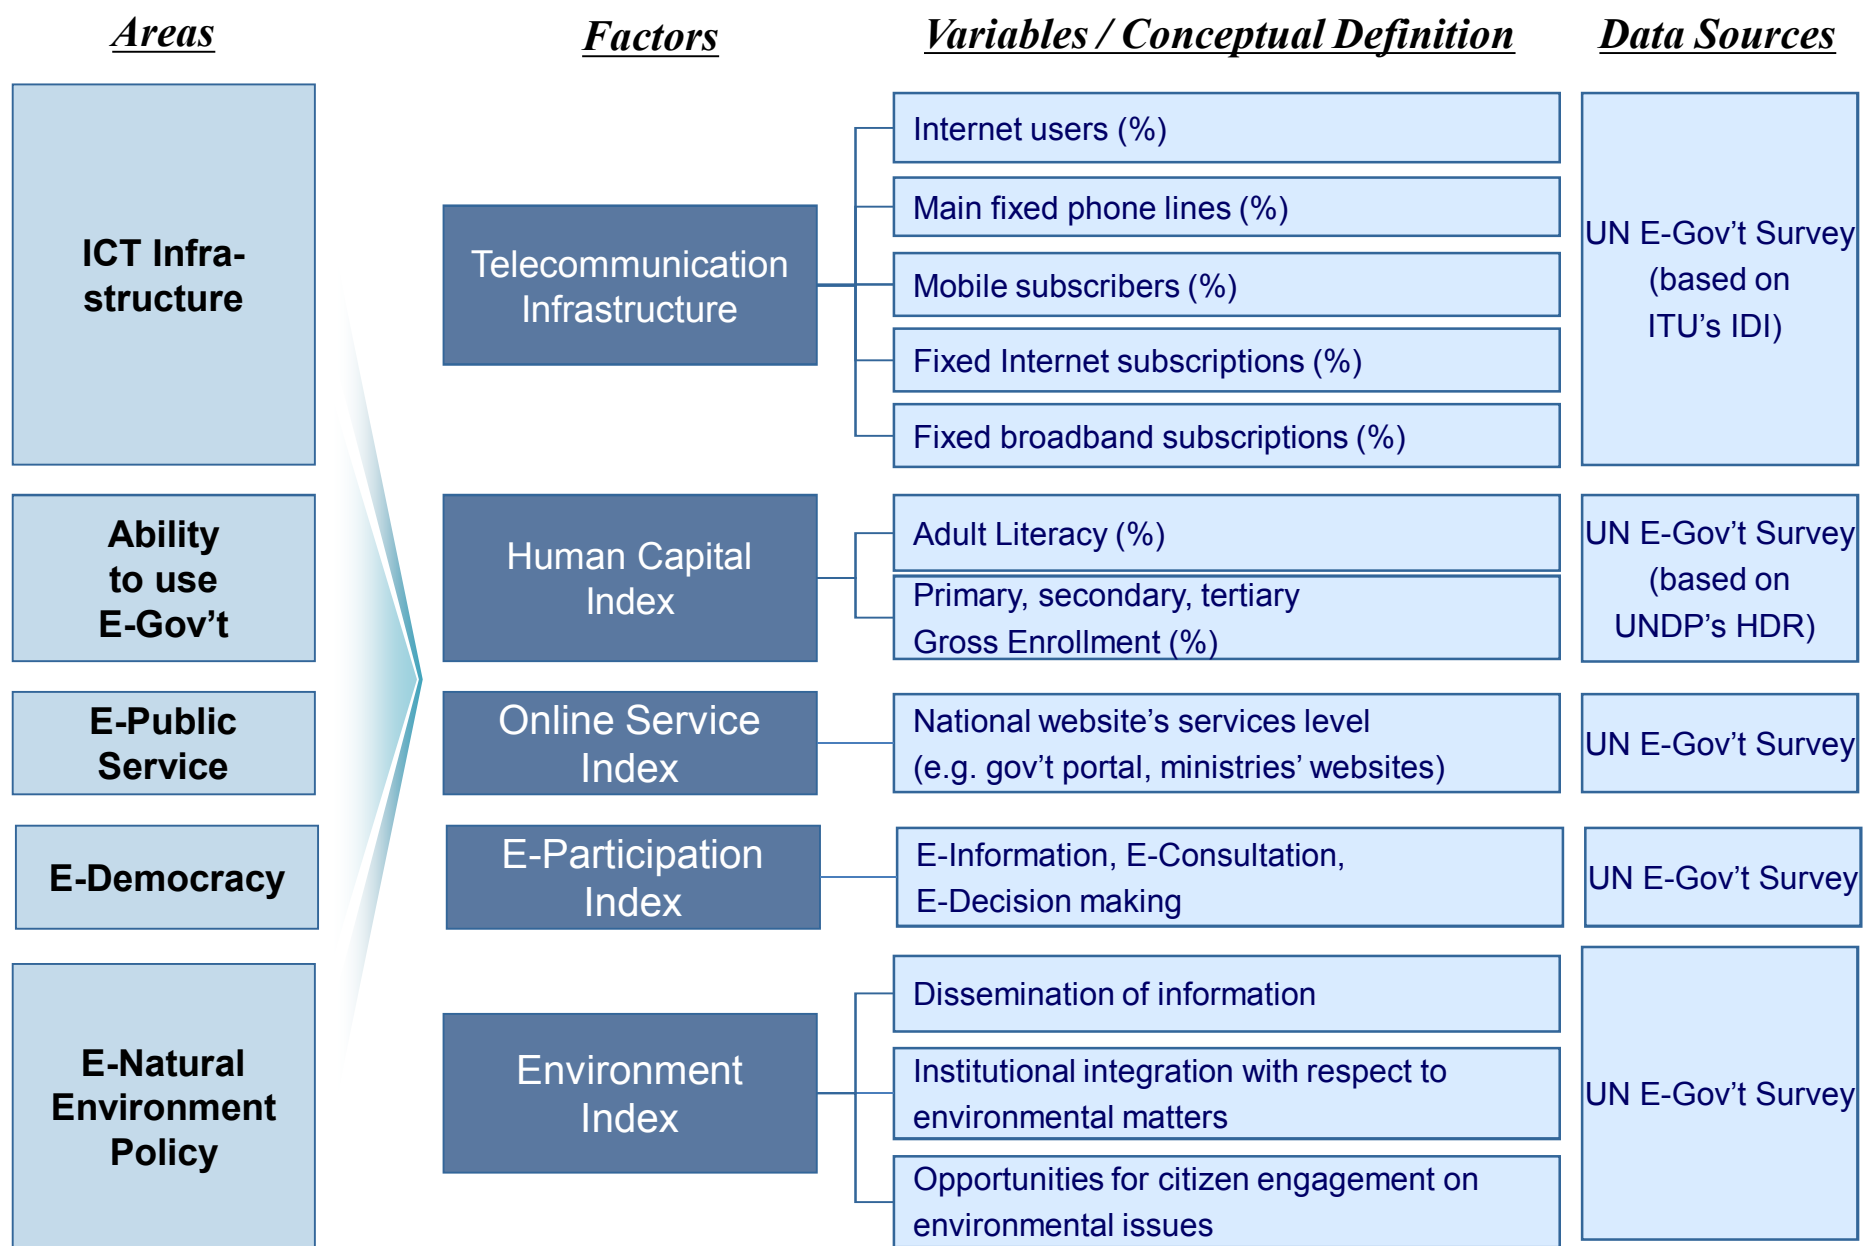 Areas
Factors
Variables / Conceptual Definition
Data Sources
ICT Infra-
structure
Telecommunication
Infrastructure
Internet users (%)
Main fixed phone lines (%)
Mobile subscribers (%)
Fixed Internet subscriptions (%)
Fixed broadband subscriptions (%)
UN E-Gov’t Survey
(based on
ITU’s IDI)
Ability
to use
E-Gov’t
Human Capital
Index
Adult Literacy (%)
Primary, secondary, tertiary
Gross Enrollment (%)
UN E-Gov’t Survey
(based on
UNDP’s HDR)
E-Public
Service
Online Service
Index
National website’s services level
(e.g. gov’t portal, ministries’ websites)
UN E-Gov’t Survey
E-Democracy
E-Participation
Index
E-Information, E-Consultation,
E-Decision making
UN E-Gov’t Survey
E-Natural
Environment
Policy
Environment
Index
Dissemination of information
Institutional integration with respect to
environmental matters
Opportunities for citizen engagement on
environmental issues
UN E-Gov’t Survey